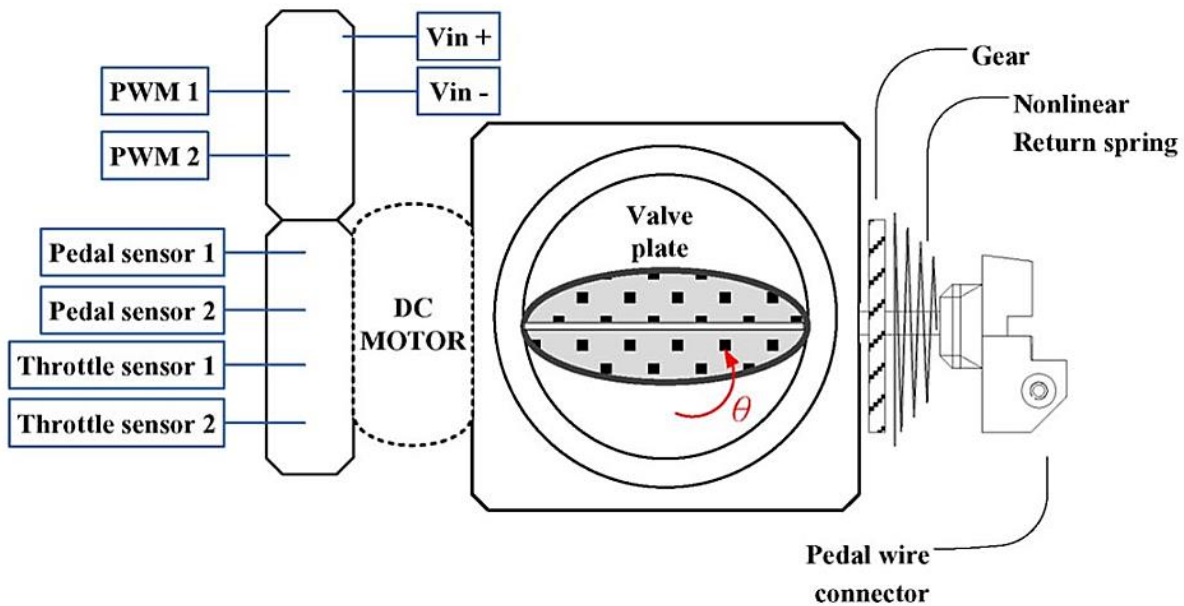 Vin +
PWM 1
Vin -
PWM 2
Pedal sensor 1
Pedal sensor 2
Throttle sensor 1
Throttle sensor 2
DC
MOTOR
Valve
plate
θ
Gear
Nonlinear
Return spring
Pedal wire
connector